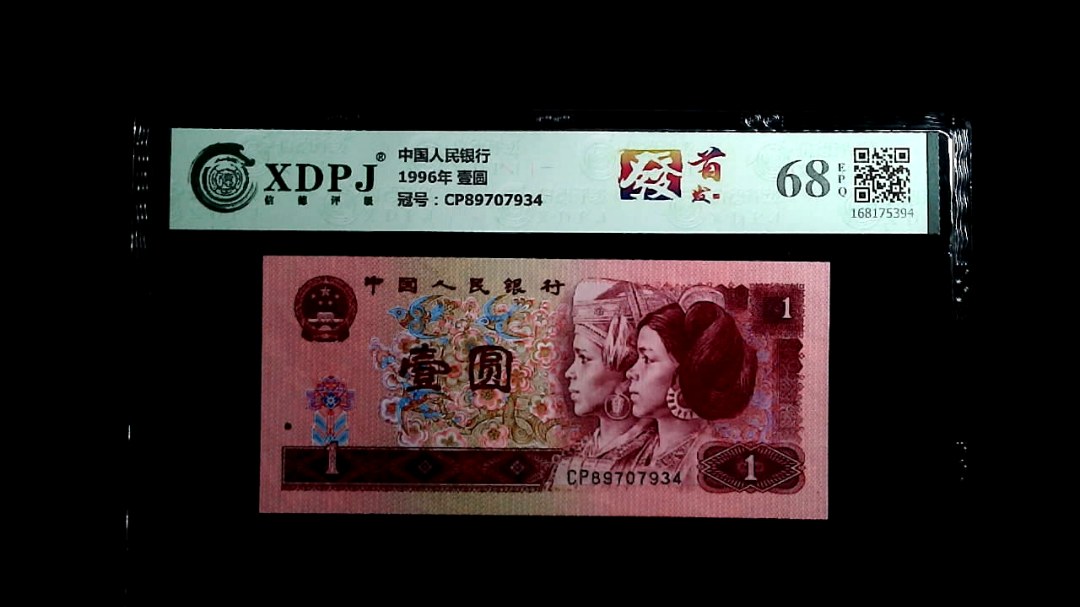 XDPJ®
信德评级
中国人民银行
1996年 壹圆
冠号：CP89707934
發
首发
68
EPQ
168175394
中国人民银行
1
壹圆
1
CP89707934
1